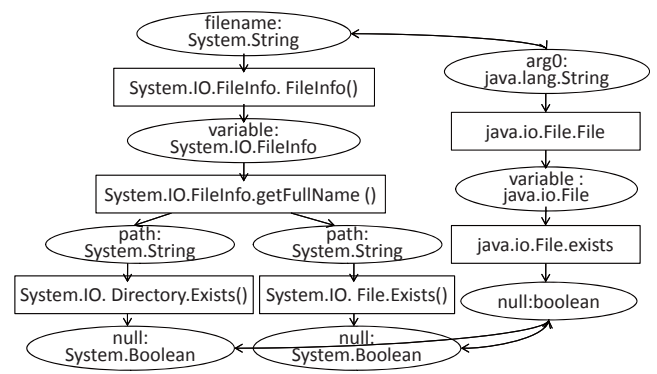 filename:
System.String
System.IO.FileInfo. FileInfo()
variable:
System.IO.FileInfo
System.IO.FileInfo.getFullName ()
path:
System.String
path:
System.String
System.IO. Directory.Exists()
System.IO. File.Exists()
null:
System.Boolean
null:
System.Boolean
arg0:
java.lang.String
java.io.File.File
variable :
java.io.File
java.io.File.exists
null:boolean